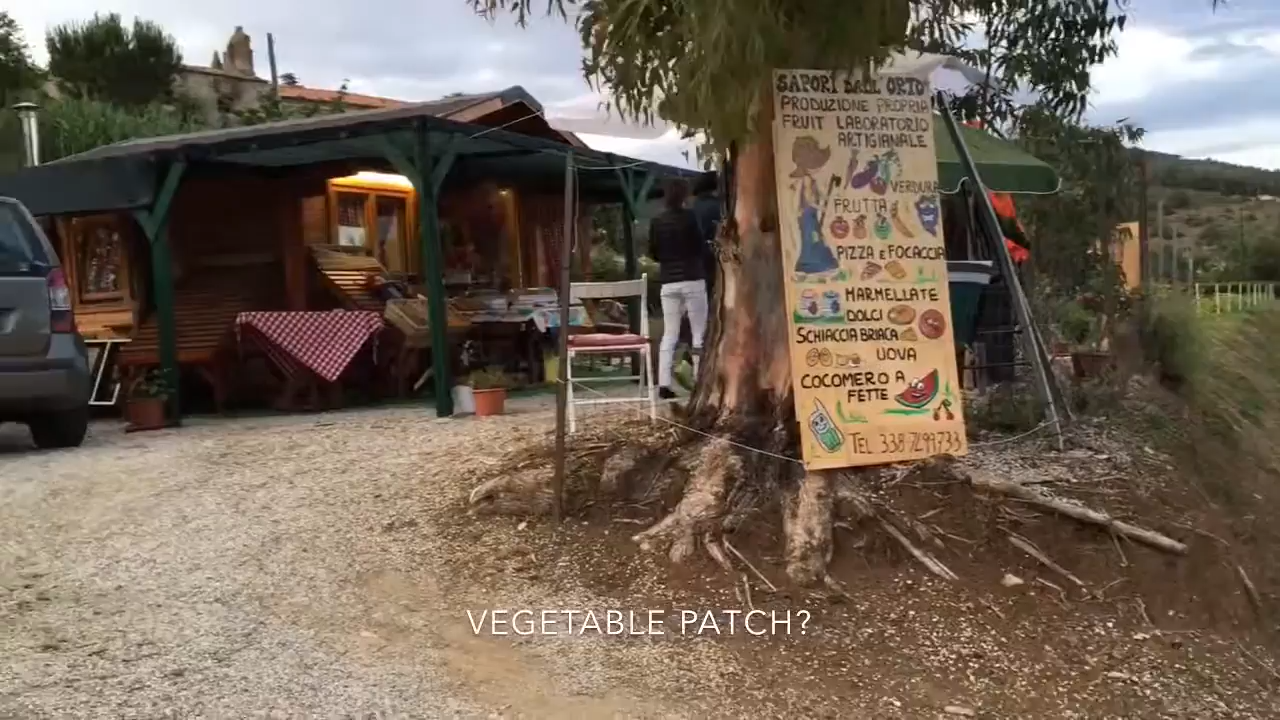 SAPORI DALL'ORTO
PRODUZIONE PROPRIA
FRUIT LABORATORIO
ARTIGIANALE
VERDURA
FRUTTA
PIZZA E FOCACCIA
MARMELLATE
DOLCI
SCHIACCIA BRIACA
UOVA
COCOMERO A
FETTE
TEL. 338 7299733
VEGETABLE PATCH?